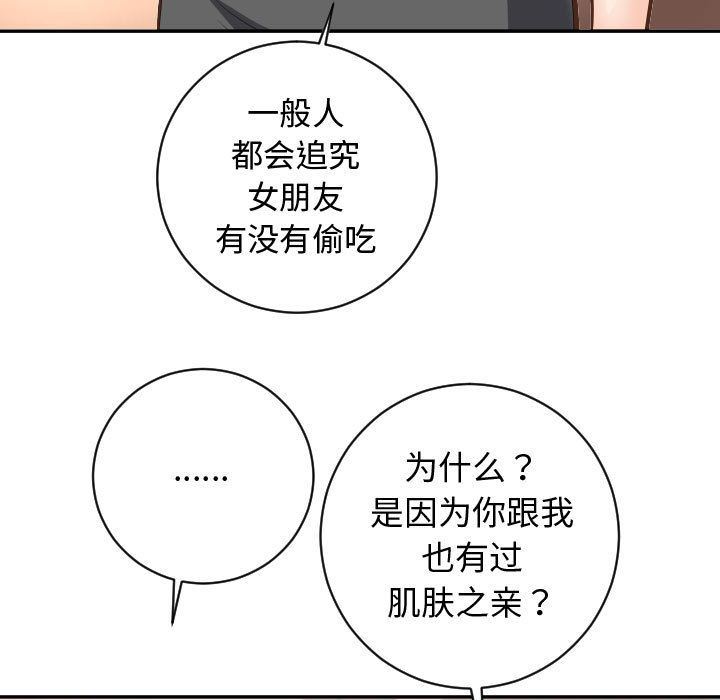 一般人
都会追究
女朋友
有没有偷吃
……
为什么？
是因为你跟我
也有过
肌肤之亲？